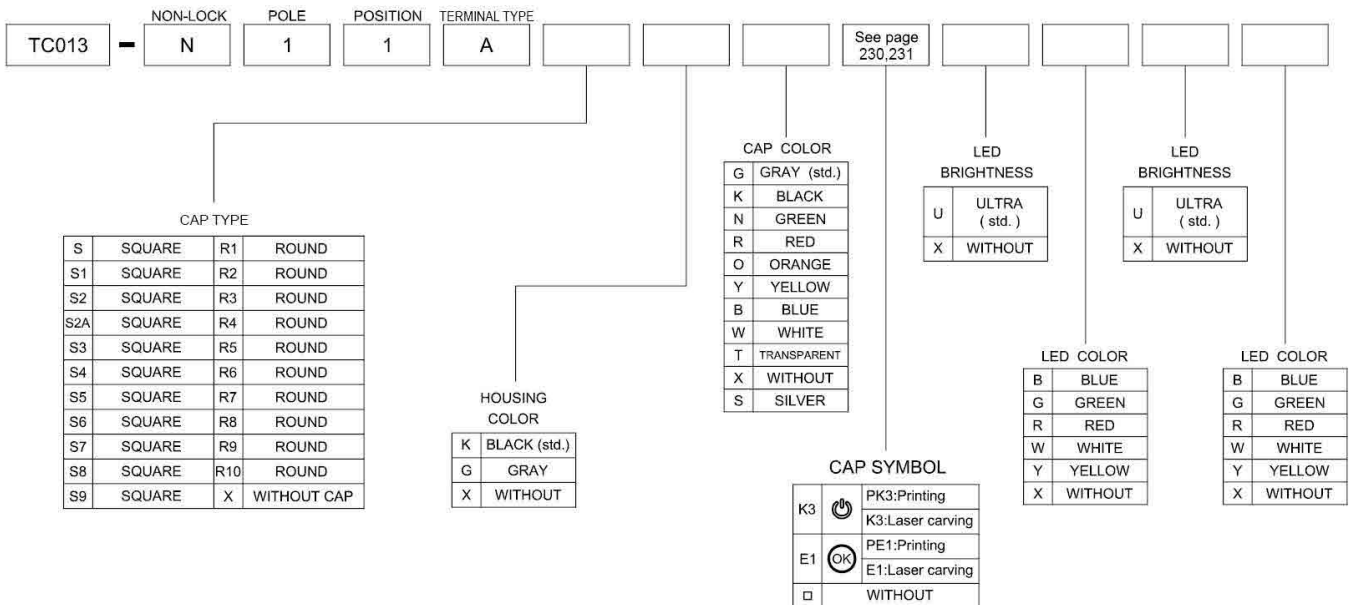 NON-LOCK POLE POSITION TERMINAL TYPE
TC013 - N 1 1 A See page
230,231
CAP TYPE
S SQUARE R1 ROUND
S1 SQUARE R2 ROUND
S2 SQUARE R3 ROUND
S2A SQUARE R4 ROUND
S3 SQUARE R5 ROUND
S4 SQUARE R6 ROUND
S5 SQUARE R7 ROUND
S6 SQUARE R8 ROUND
S7 SQUARE R9 ROUND
S8 SQUARE R10 ROUND
S9 SQUARE X WITHOUT CAP
HOUSING
COLOR
K BLACK (std.)
G GRAY
X WITHOUT
CAP COLOR
G GRAY (std.)
K BLACK
N GREEN
R RED
O ORANGE
Y YELLOW
B BLUE
W WHITE
T TRANSPARENT
X WITHOUT
S SILVER
CAP SYMBOL
K3 PK3:Printing
K3:Laser carving
E1 OK PE1:Printing
E1:Laser carving
□ WITHOUT
LED
BRIGHTNESS
U ULTRA
( std. )
X WITHOUT
LED COLOR
B BLUE
G GREEN
R RED
W WHITE
Y YELLOW
X WITHOUT
LED
BRIGHTNESS
U ULTRA
( std. )
X WITHOUT
LED COLOR
B BLUE
G GREEN
R RED
W WHITE
Y YELLOW
X WITHOUT